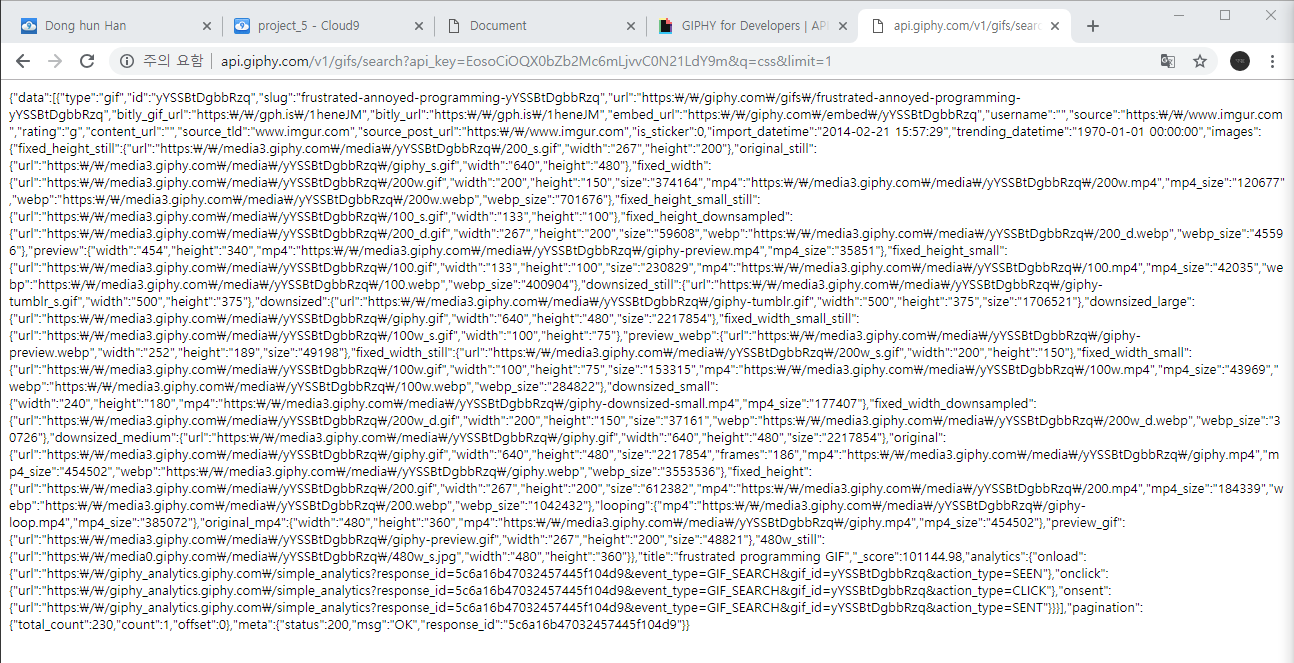 Dong hun Han
project_5 - Cloud9
Document
GIPHY for Developers | API
api.giphy.com/v1/gifs/searc
주의 요함 | api.giphy.com/v1/gifs/search?api_key=EosoCiOQX0bZb2Mc6mLjvvC0N21LdY9m&q=css&limit=1
{"data":[{"type":"gif","id":"yYSSBtDgbbRzq","slug":"frustrated-annoyed-programming-yYSSBtDgbbRzq","url":"https:₩/₩/giphy.com₩/gifs₩/frustrated-annoyed-programming-
yYSSBtDgbbRzq","bitly_gif_url":"https:₩/₩/gph.is₩/1heneJM","bitly_url":"https:₩/₩/gph.is₩/1heneJM","embed_url":"https:₩/₩/giphy.com₩/embed₩/yYSSBtDgbbRzq","username":"","source":"https:₩/₩/www.imgur.com
","rating":"g","content_url":"","source_tld":"www.imgur.com","source_post_url":"https:₩/₩/www.imgur.com","is_sticker":0,"import_datetime":"2014-02-21 15:57:29","trending_datetime":"1970-01-01 00:00:00","images":
{"fixed_height_still":{"url":"https:₩/₩/media3.giphy.com₩/media₩/yYSSBtDgbbRzq₩/200_s.gif","width":"267","height":"200"},"original_still":
{"url":"https:₩/₩/media3.giphy.com₩/media₩/yYSSBtDgbbRzq₩/giphy_s.gif","width":"640","height":"480"},"fixed_width":
{"url":"https:₩/₩/media3.giphy.com₩/media₩/yYSSBtDgbbRzq₩/200w.gif","width":"200","height":"150","size":"374164","mp4":"https:₩/₩/media3.giphy.com₩/media₩/yYSSBtDgbbRzq₩/200w.mp4","mp4_size":"120677"
,"webp":"https:₩/₩/media3.giphy.com₩/media₩/yYSSBtDgbbRzq₩/200w.webp","webp_size":"701676"},"fixed_height_small_still":
{"url":"https:₩/₩/media3.giphy.com₩/media₩/yYSSBtDgbbRzq₩/100_s.gif","width":"133","height":"100"},"fixed_height_downsampled":
{"url":"https:₩/₩/media3.giphy.com₩/media₩/yYSSBtDgbbRzq₩/200_d.gif","width":"267","height":"200","size":"59608","webp":"https:₩/₩/media3.giphy.com₩/media₩/yYSSBtDgbbRzq₩/200_d.webp","webp_size":"4559
6"},"preview":{"width":"454","height":"340","mp4":"https:₩/₩/media3.giphy.com₩/media₩/yYSSBtDgbbRzq₩/giphy-preview.mp4","mp4_size":"35851"},"fixed_height_small":
{"url":"https:₩/₩/media3.giphy.com₩/media₩/yYSSBtDgbbRzq₩/100.gif","width":"133","height":"100","size":"230829","mp4":"https:₩/₩/media3.giphy.com₩/media₩/yYSSBtDgbbRzq₩/100.mp4","mp4_size":"42035","we
bp":"https:₩/₩/media3.giphy.com₩/media₩/yYSSBtDgbbRzq₩/100.webp","webp_size":"400904"},"downsized_still":{"url":"https:₩/₩/media3.giphy.com₩/media₩/yYSSBtDgbbRzq₩/giphy-
tumblr_s.gif","width":"500","height":"375"},"downsized":{"url":"https:₩/₩/media3.giphy.com₩/media₩/yYSSBtDgbbRzq₩/giphy-tumblr.gif","width":"500","height":"375","size":"1706521"},"downsized_large":
{"url":"https:₩/₩/media3.giphy.com₩/media₩/yYSSBtDgbbRzq₩/giphy.gif","width":"640","height":"480","size":"2217854"},"fixed_width_small_still":
{"url":"https:₩/₩/media3.giphy.com₩/media₩/yYSSBtDgbbRzq₩/100w_s.gif","width":"100","height":"75"},"preview_webp":{"url":"https:₩/₩/media3.giphy.com₩/media₩/yYSSBtDgbbRzq₩/giphy-
preview.webp","width":"252","height":"189","size":"49198"},"fixed_width_still":{"url":"https:₩/₩/media3.giphy.com₩/media₩/yYSSBtDgbbRzq₩/200w_s.gif","width":"200","height":"150"},"fixed_width_small":
{"url":"https:₩/₩/media3.giphy.com₩/media₩/yYSSBtDgbbRzq₩/100w.gif","width":"100","height":"75","size":"153315","mp4":"https:₩/₩/media3.giphy.com₩/media₩/yYSSBtDgbbRzq₩/100w.mp4","mp4_size":"43969","
webp":"https:₩/₩/media3.giphy.com₩/media₩/yYSSBtDgbbRzq₩/100w.webp","webp_size":"284822"},"downsized_small":
{"width":"240","height":"180","mp4":"https:₩/₩/media3.giphy.com₩/media₩/yYSSBtDgbbRzq₩/giphy-downsized-small.mp4","mp4_size":"177407"},"fixed_width_downsampled":
{"url":"https:₩/₩/media3.giphy.com₩/media₩/yYSSBtDgbbRzq₩/200w_d.gif","width":"200","height":"150","size":"37161","webp":"https:₩/₩/media3.giphy.com₩/media₩/yYSSBtDgbbRzq₩/200w_d.webp","webp_size":"3
0726"},"downsized_medium":{"url":"https:₩/₩/media3.giphy.com₩/media₩/yYSSBtDgbbRzq₩/giphy.gif","width":"640","height":"480","size":"2217854"},"original":
{"url":"https:₩/₩/media3.giphy.com₩/media₩/yYSSBtDgbbRzq₩/giphy.gif","width":"640","height":"480","size":"2217854","frames":"186","mp4":"https:₩/₩/media3.giphy.com₩/media₩/yYSSBtDgbbRzq₩/giphy.mp4","m
p4_size":"454502","webp":"https:₩/₩/media3.giphy.com₩/media₩/yYSSBtDgbbRzq₩/giphy.webp","webp_size":"3553536"},"fixed_height":
{"url":"https:₩/₩/media3.giphy.com₩/media₩/yYSSBtDgbbRzq₩/200.gif","width":"267","height":"200","size":"612382","mp4":"https:₩/₩/media3.giphy.com₩/media₩/yYSSBtDgbbRzq₩/200.mp4","mp4_size":"184339","w
ebp":"https:₩/₩/media3.giphy.com₩/media₩/yYSSBtDgbbRzq₩/200.webp","webp_size":"1042432"},"looping":{"mp4":"https:₩/₩/media3.giphy.com₩/media₩/yYSSBtDgbbRzq₩/giphy-
loop.mp4","mp4_size":"385072"},"original_mp4":{"width":"480","height":"360","mp4":"https:₩/₩/media3.giphy.com₩/media₩/yYSSBtDgbbRzq₩/giphy.mp4","mp4_size":"454502"},"preview_gif":
{"url":"https:₩/₩/media3.giphy.com₩/media₩/yYSSBtDgbbRzq₩/giphy-preview.gif","width":"267","height":"200","size":"48821"},"480w_still":
{"url":"https:₩/₩/media0.giphy.com₩/media₩/yYSSBtDgbbRzq₩/480w_s.jpg","width":"480","height":"360"}},"title":"frustrated programming GIF","_score":101144.98,"analytics":{"onload":
{"url":"https:₩/₩/giphy_analytics.giphy.com₩/simple_analytics?response_id=5c6a16b47032457445f104d9&event_type=GIF_SEARCH&gif_id=yYSSBtDgbbRzq&action_type=SEEN"},"onclick":
{"url":"https:₩/₩/giphy_analytics.giphy.com₩/simple_analytics?response_id=5c6a16b47032457445f104d9&event_type=GIF_SEARCH&gif_id=yYSSBtDgbbRzq&action_type=CLICK"},"onsent":
{"url":"https:₩/₩/giphy_analytics.giphy.com₩/simple_analytics?response_id=5c6a16b47032457445f104d9&event_type=GIF_SEARCH&gif_id=yYSSBtDgbbRzq&action_type=SENT"}}}],"pagination":
{"total_count":230,"count":1,"offset":0},"meta":{"status":200,"msg":"OK","response_id":"5c6a16b47032457445f104d9"}}